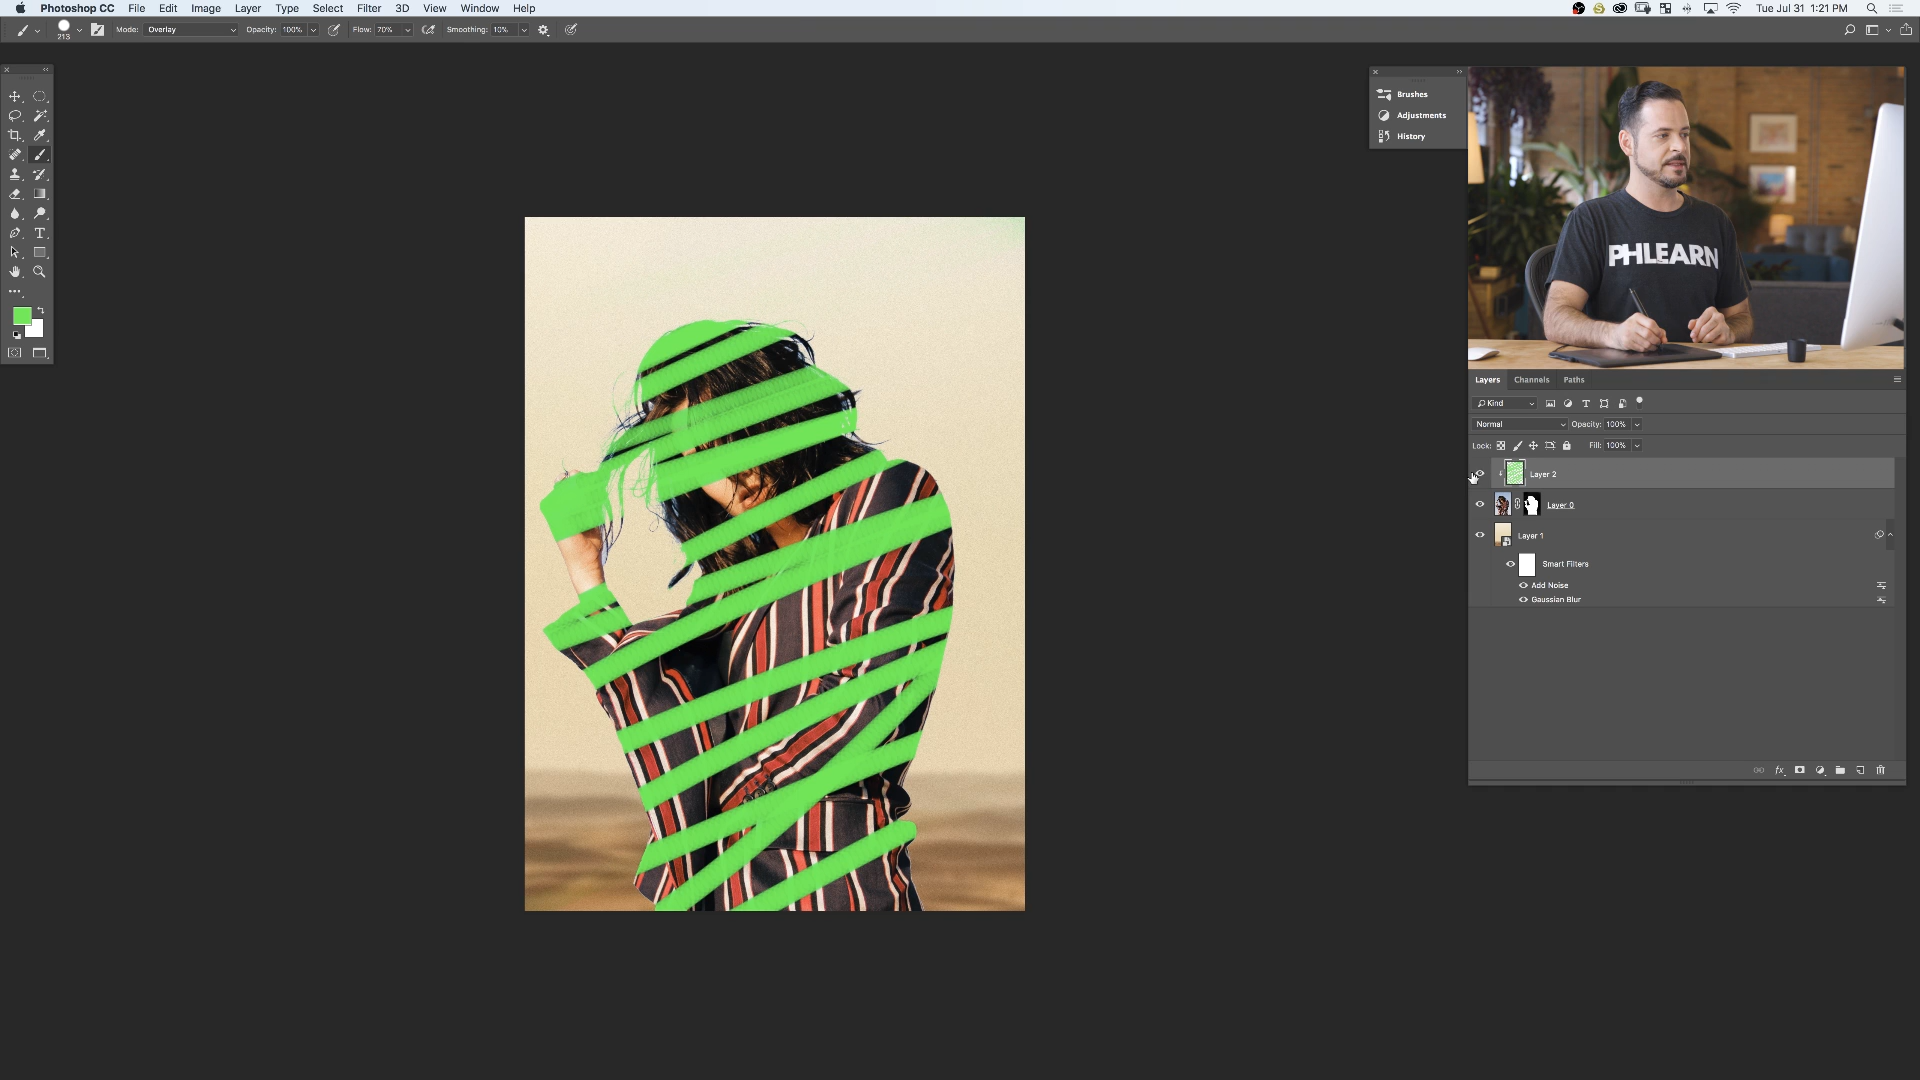 Photoshop CC File Edit Image Layer Type Select Filter 3D View Window Help Tue Jul 31 1:21 PM
213 Mode: Overlay Opacity: 100% Flow: 70% Smoothing: 10%
Brushes
Adjustments
History
PHLEARN
Layers Channels Paths
Kind
Normal Opacity: 100%
Lock: Fill: 100%
Layer 2
Layer 0
Layer 1
Smart Filters
Add Noise
Gaussian Blur
fx